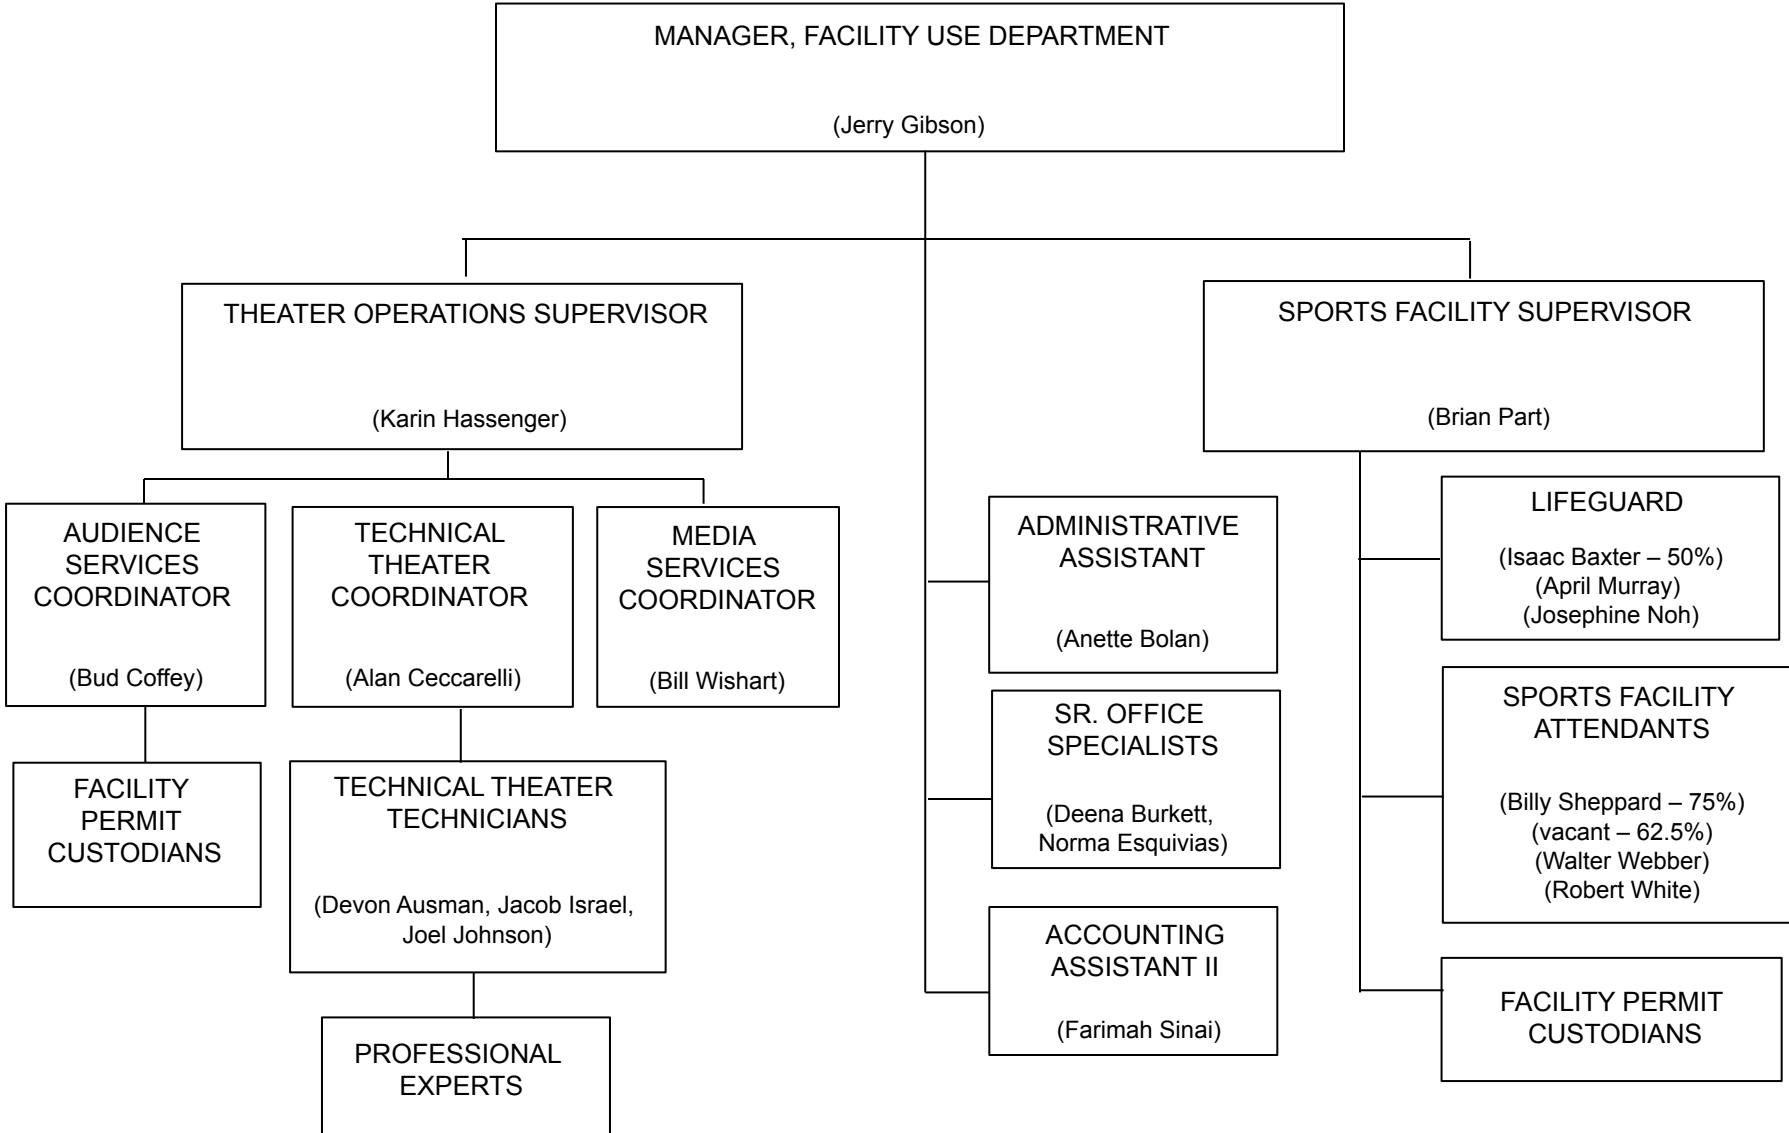 MANAGER, FACILITY USE DEPARTMENT
(Jerry Gibson)
THEATER OPERATIONS SUPERVISOR
(Karin Hassenger)
SPORTS FACILITY SUPERVISOR
(Brian Part)
AUDIENCE
SERVICES
COORDINATOR
(Bud Coffey)
TECHNICAL
THEATER
COORDINATOR
(Alan Ceccarelli)
MEDIA
SERVICES
COORDINATOR
(Bill Wishart)
ADMINISTRATIVE
ASSISTANT
(Anette Bolan)
LIFEGUARD
(Isaac Baxter – 50%)
(April Murray)
(Josephine Noh)
SR. OFFICE
SPECIALISTS
(Deena Burkett,
Norma Esquivias)
SPORTS FACILITY
ATTENDANTS
(Billy Sheppard – 75%)
(vacant – 62.5%)
(Walter Webber)
(Robert White)
FACILITY
PERMIT
CUSTODIANS
TECHNICAL THEATER
TECHNICIANS
(Devon Ausman, Jacob Israel,
Joel Johnson)
ACCOUNTING
ASSISTANT II
(Farimah Sinai)
FACILITY PERMIT
CUSTODIANS
PROFESSIONAL
EXPERTS